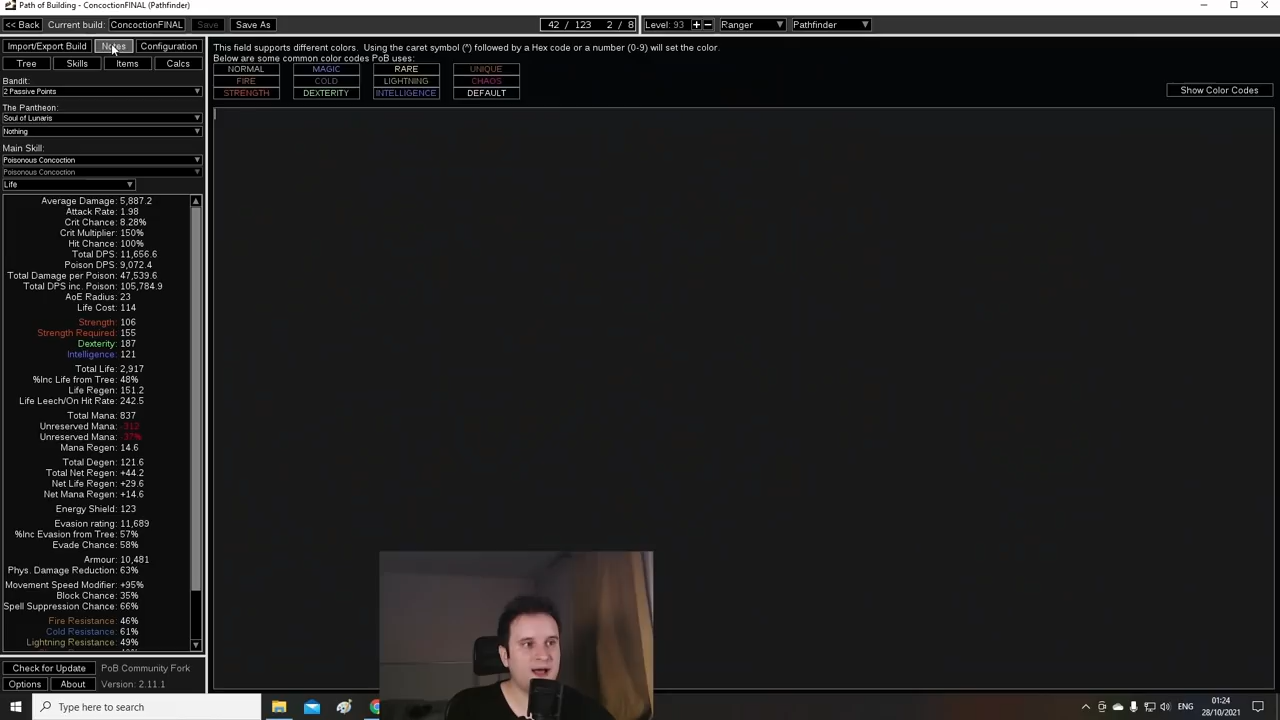 Path of Building - ConcoctionFINAL (Pathfinder)
<< Back Current build: ConcoctionFINAL Save Save As 42 / 123 2 / 8 Level: 93 + - Ranger Pathfinder
Import/Export Build Notes Configuration
Tree Skills Items Calcs
This field supports different colors. Using the caret symbol (^) followed by a Hex code or a number (0-9) will set the color.
Below are some common color codes PoB uses:
NORMAL MAGIC RARE UNIQUE
FIRE COLD LIGHTNING CHAOS
STRENGTH DEXTERITY INTELLIGENCE DEFAULT
Show Color Codes
Bandit:
2 Passive Points
The Pantheon:
Soul of Lunaris
Nothing
Main Skill:
Poisonous Concoction
Poisonous Concoction
Life
Average Damage: 5,887.2
Attack Rate: 1.98
Crit Chance: 8.28%
Crit Multiplier: 150%
Hit Chance: 100%
Total DPS: 11,656.6
Poison DPS: 9,072.4
Total Damage per Poison: 47,539.6
Total DPS inc. Poison: 105,784.9
AoE Radius: 23
Life Cost: 114
Strength: 106
Strength Required: 155
Dexterity: 187
Intelligence: 121
Total Life: 2,917
%Inc Life from Tree: 48%
Life Regen: 151.2
Life Leech/On Hit Rate: 242.5
Total Mana: 837
Unreserved Mana: -312
Unreserved Mana: -37%
Mana Regen: 14.6
Total Degen: 121.6
Total Net Regen: +44.2
Net Life Regen: +29.6
Net Mana Regen: +14.6
Energy Shield: 123
Evasion rating: 11,689
%Inc Evasion from Tree: 57%
Evade Chance: 58%
Armour: 10,481
Phys. Damage Reduction: 63%
Movement Speed Modifier: +95%
Block Chance: 35%
Spell Suppression Chance: 66%
Fire Resistance: 46%
Cold Resistance: 61%
Lightning Resistance: 49%
Check for Update PoB Community Fork
Options About Version: 2.11.1
Type here to search
ENG
01:24
28/10/2021